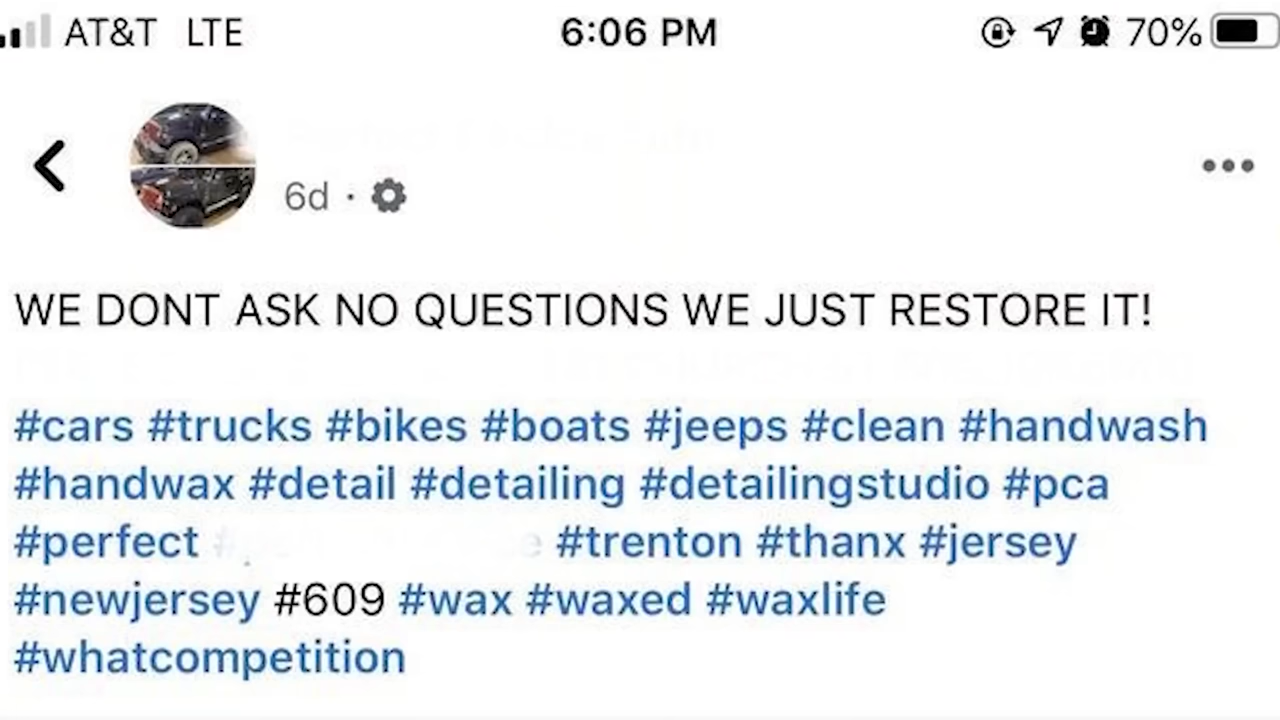 AT&T LTE 6:06 PM 70%
6d ·
WE DONT ASK NO QUESTIONS WE JUST RESTORE IT!
#cars #trucks #bikes #boats #jeeps #clean #handwash
#handwax #detail #detailing #detailingstudio #pca
#perfect #trenton #thanx #jersey
#newjersey #609 #wax #waxed #waxlife
#whatcompetition